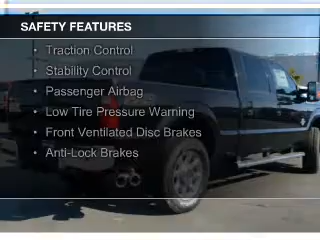 SAFETY FEATURES
• Traction Control
• Stability Control
• Passenger Airbag
• Low Tire Pressure Warning
• Front Ventilated Disc Brakes
• Anti-Lock Brakes